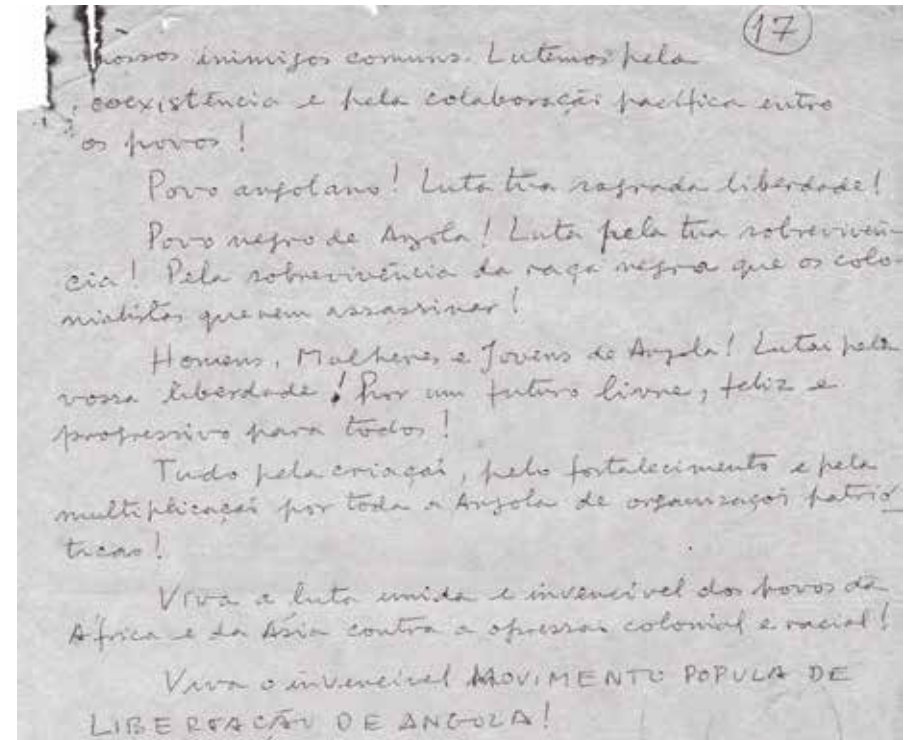 17
nossos inimigos comuns. Lutemos pela
coexistência e pela colaboração pacífica entre
os povos!
Povo angolano! Luta tua sagrada liberdade!
Povo negro de Angola! Luta pela tua sobrevivên-
cia! Pela sobrevivência da raça negra que os colo-
nialistas querem assassinar!
Homens, Mulheres e Jovens de Angola! Lutai pela
vossa liberdade! Por um futuro livre, feliz e
progressivo para todos!
Tudo pela criaçaõ, pelo fortalecimento e pela
multiplicaçaõ por toda a Angola de organizaçoẽs patrió
ticas!
Viva a luta unida e invencível dos povos da
África e da Ásia contra a opressaõ colonial e racial!
Viva o invencível MOVIMENTO POPULA DE
LIBERTAÇÃO DE ANGOLA!